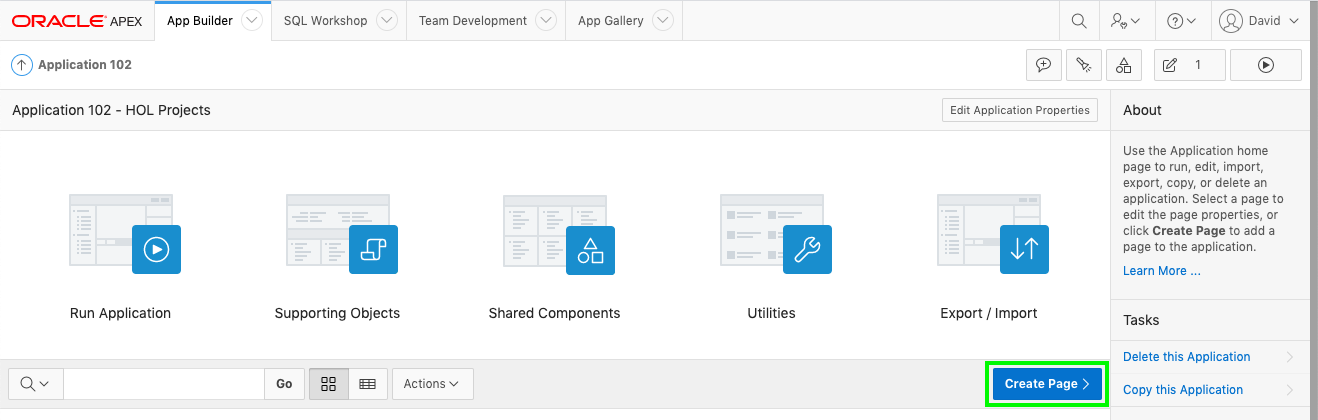 ORACLE APEX App Builder SQL Workshop Team Development App Gallery David
Application 102 1
Application 102 - HOL Projects Edit Application Properties About
Use the Application home
page to run, edit, import,
export, copy, or delete an
application. Select a page to
edit the page properties, or
click Create Page to add a
page to the application.
Learn More ...
Run Application Supporting Objects Shared Components Utilities Export / Import
Tasks
Delete this Application
Go Actions Create Page
Copy this Application